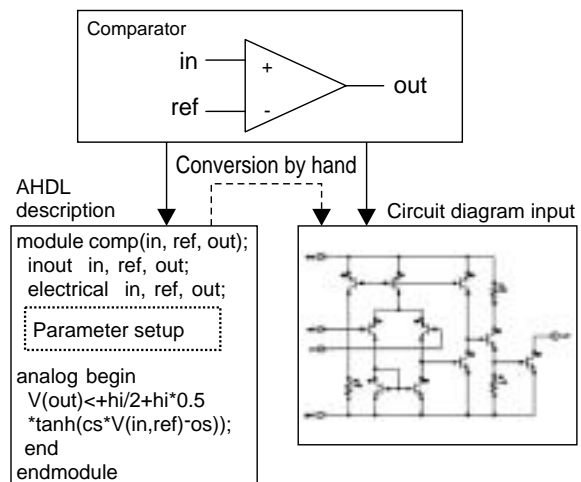 Comparator
in
+
out
ref
-
Conversion by hand
AHDL
description
Circuit diagram input
module comp(in, ref, out);
inout in, ref, out;
electrical in, ref, out;
Parameter setup
analog begin
V(out)<+hi/2+hi*0.5
*tanh(cs*V(in,ref)-os));
end
endmodule